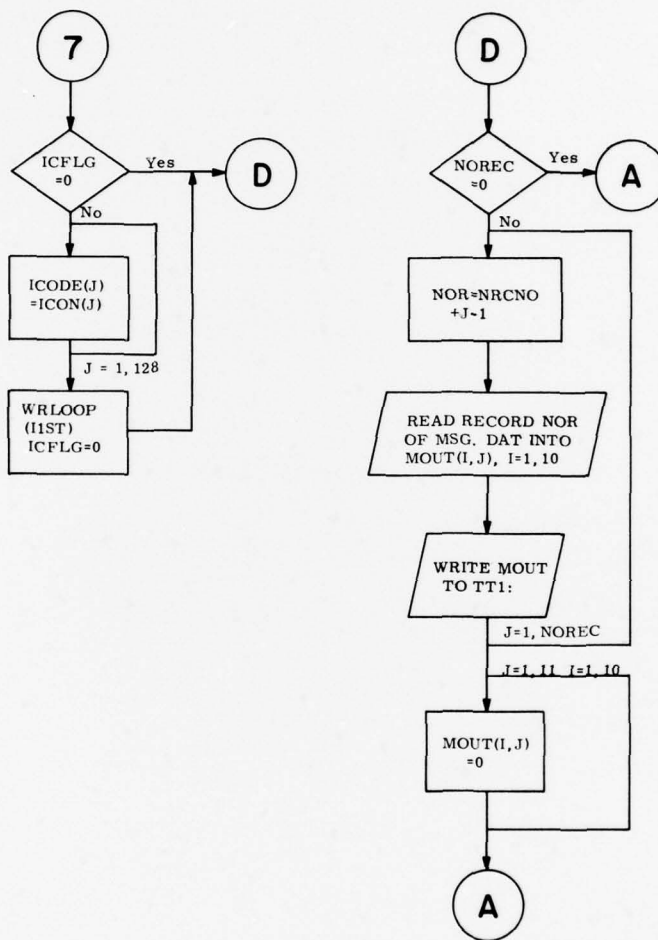 7
ICFLG
=0
Yes
D
No
ICODE(J)
=ICON(J)
J = 1, 128
WRLOOP
(I1ST)
ICFLG=0
D
NOREC
=0
Yes
A
No
NOR=NRCNO
+J-1
READ RECORD NOR
OF MSG. DAT INTO
MOUT(I, J), I=1, 10
WRITE MOUT
TO TT1:
J=1, NOREC
J=1, 11 I=1, 10
MOUT(I, J)
=0
A